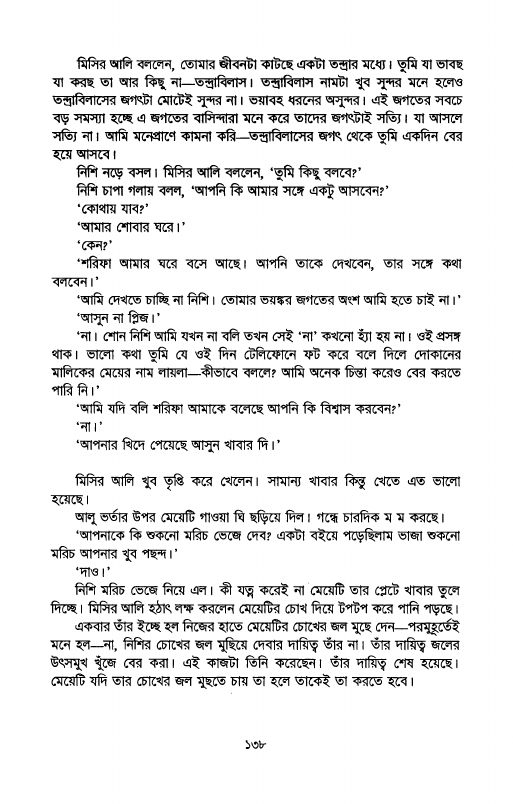 মিসির আলি বললেন, তোমার জীবনটা কাটছে একটা তন্দ্রার মধ্যে। তুমি যা ভাবছ
যা করছ তা আর কিছু না—তন্দ্রাবিলাস। তন্দ্রাবিলাস নামটা খুব সুন্দর মনে হলেও
তন্দ্রাবিলাসের জগৎটা মোটেই সুন্দর না। ভয়াবহ ধরনের অসুন্দর। এই জগতের সবচে
বড় সমস্যা হচ্ছে এ জগতের বাসিন্দারা মনে করে তাদের জগৎটাই সত্যি। যা আসলে
সত্যি না। আমি মনেপ্রাণে কামনা করি—তন্দ্রাবিলাসের জগৎ থেকে তুমি একদিন বের
হয়ে আসবে।
নিশি নড়ে বসল। মিসির আলি বললেন, ‘তুমি কিছু বলবে?’
নিশি চাপা গলায় বলল, ‘আপনি কি আমার সঙ্গে একটু আসবেন?’
‘কোথায় যাব?’
‘আমার শোবার ঘরে।’
‘কেন?’
‘শরিফা আমার ঘরে বসে আছে। আপনি তাকে দেখবেন, তার সঙ্গে কথা
বলবেন।’
‘আমি দেখতে চাচ্ছি না নিশি। তোমার ভয়ঙ্কর জগতের অংশ আমি হতে চাই না।’
‘আসুন না প্লিজ।’
‘না। শোন নিশি আমি যখন না বলি তখন সেই ‘না’ কখনো হ্যাঁ হয় না। ওই প্রসঙ্গ
থাক। ভালো কথা তুমি যে ওই দিন টেলিফোনে ফট করে বলে দিলে দোকানের
মালিকের মেয়ের নাম লায়লা—কীভাবে বললে? আমি অনেক চিন্তা করেও বের করতে
পারি নি।’
‘আমি যদি বলি শরিফা আমাকে বলেছে আপনি কি বিশ্বাস করবেন?’
‘না।’
‘আপনার খিদে পেয়েছে আসুন খাবার দি।’
মিসির আলি খুব তৃপ্তি করে খেলেন। সামান্য খাবার কিন্তু খেতে এত ভালো
হয়েছে।
আলু ভর্তার উপর মেয়েটি গাওয়া ঘি ছড়িয়ে দিল। গন্ধে চারদিক ম ম করছে।
‘আপনাকে কি শুকনো মরিচ ভেজে দেব? একটা বইয়ে পড়েছিলাম ভাজা শুকনো
মরিচ আপনার খুব পছন্দ।’
‘দাও।’
নিশি মরিচ ভেজে নিয়ে এল। কী যত্ন করেই না মেয়েটি তার প্লেটে খাবার তুলে
দিচ্ছে। মিসির আলি হঠাৎ লক্ষ করলেন মেয়েটির চোখ দিয়ে টপটপ করে পানি পড়ছে।
একবার তাঁর ইচ্ছে হল নিজের হাতে মেয়েটির চোখের জল মুছে দেন—পরমুহূর্তেই
মনে হল—না, নিশির চোখের জল মুছিয়ে দেবার দায়িত্ব তাঁর না। তাঁর দায়িত্ব জলের
উৎসমুখ খুঁজে বের করা। এই কাজটা তিনি করেছেন। তাঁর দায়িত্ব শেষ হয়েছে।
মেয়েটি যদি তার চোখের জল মুছতে চায় তা হলে তাকেই তা করতে হবে।
১৩৮